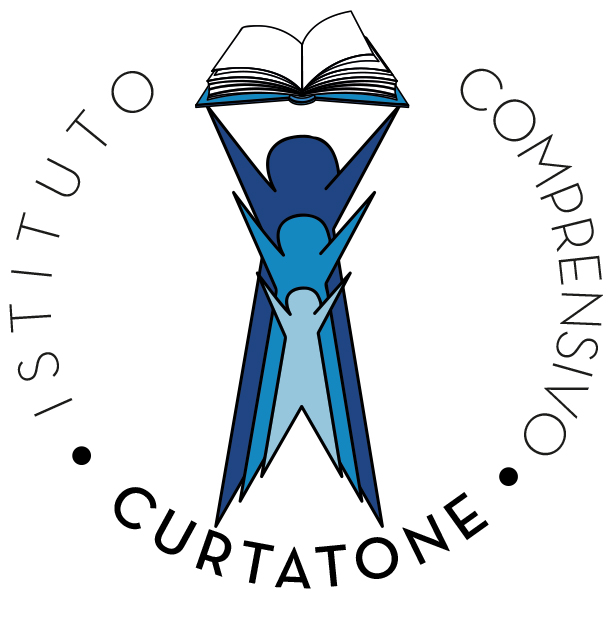 ISTITUTO
COMPRENSIVO
• CURTATONE •